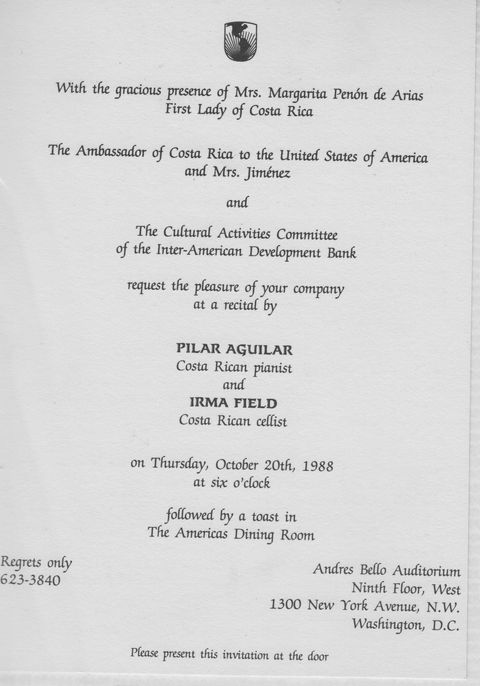 With the gracious presence of Mrs. Margarita Penón de Arias
First Lady of Costa Rica
The Ambassador of Costa Rica to the United States of America
and Mrs. Jiménez
and
The Cultural Activities Committee
of the Inter-American Development Bank
request the pleasure of your company
at a recital by
PILAR AGUILAR
Costa Rican pianist
and
IRMA FIELD
Costa Rican cellist
on Thursday, October 20th, 1988
at six o'clock
followed by a toast in
The Americas Dining Room
Regrets only
623-3840
Andres Bello Auditorium
Ninth Floor, West
1300 New York Avenue, N.W.
Washington, D.C.
Please present this invitation at the door